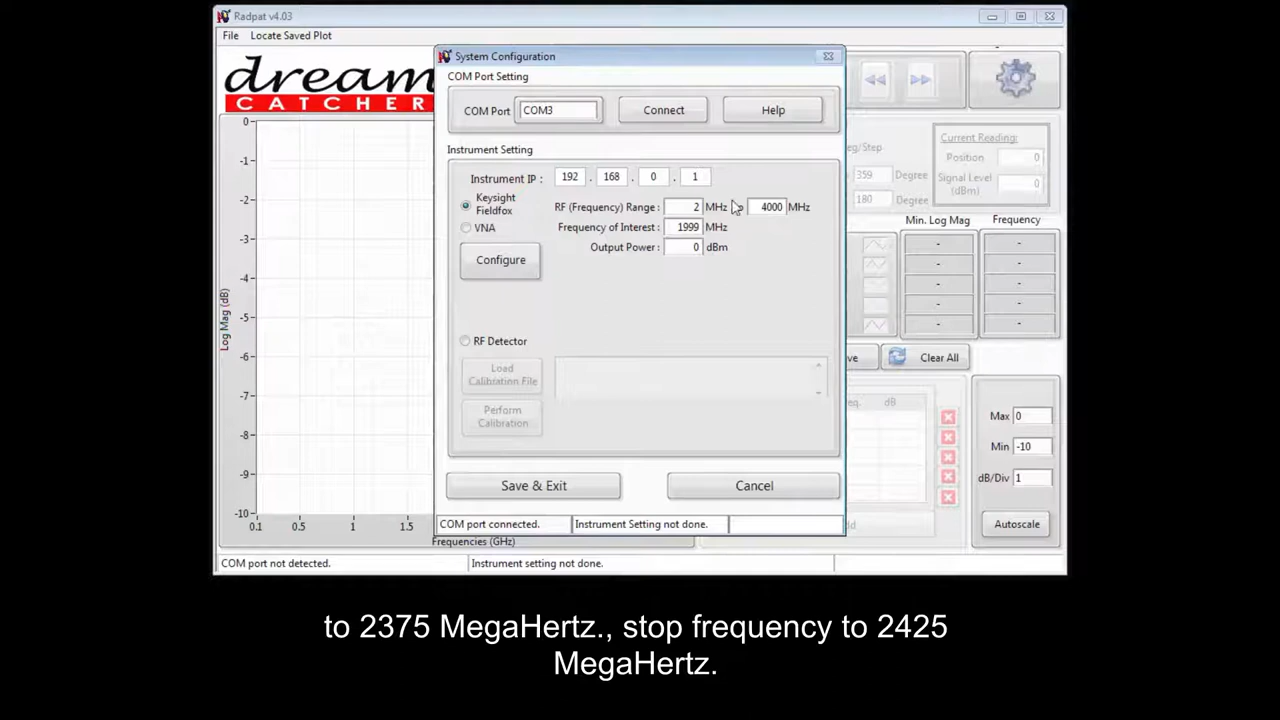 Radpat v4.03
File Locate Saved Plot
dream
CATCHER
System Configuration
COM Port Setting
COM Port COM3 Connect Help
Instrument Setting
Instrument IP : 192 . 168 . 0 . 1
Keysight
Fieldfox
RF (Frequency) Range : 2 MHz 4000 MHz
VNA
Frequency of Interest : 1999 MHz
Output Power : 0 dBm
Configure
RF Detector
Load
Calibration File
Perform
Calibration
Save & Exit Cancel
COM port connected. Instrument Setting not done.
Log Mag (dB)
0
-1
-2
-3
-4
-5
-6
-7
-8
-9
-10
0.1 0.5 1 1.5
Frequencies (GHz)
eg/Step
359 Degree
180 Degree
Current Reading:
Position 0
Signal Level
(dBm) 0
Min. Log Mag Frequency
- -
- -
- -
- -
- -
ve Clear All
eq. dB
dd
Max 0
Min -10
dB/Div 1
Autoscale
COM port not detected. Instrument setting not done.
to 2375 MegaHertz., stop frequency to 2425
MegaHertz.